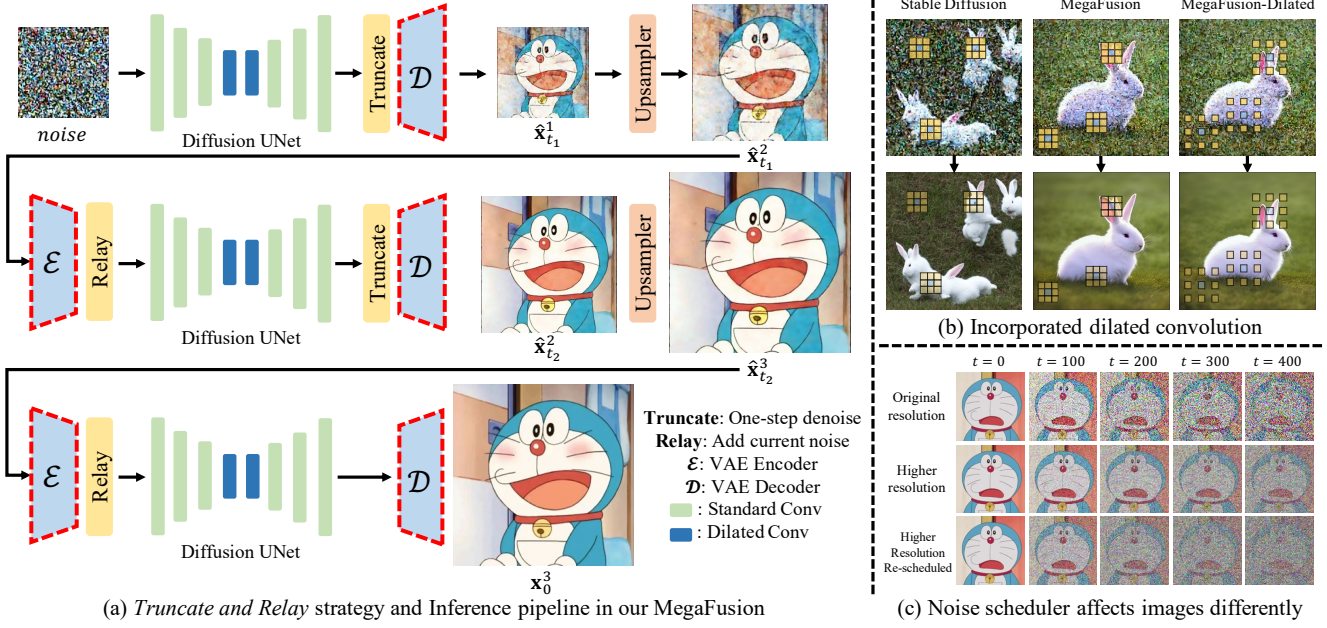 noise
Diffusion UNet
Truncate
𝒟
x̂¹ₜ₁
Upsampler
x̂²ₜ₁
ℰ
Relay
Diffusion UNet
Truncate
𝒟
x̂²ₜ₂
Upsampler
x̂³ₜ₂
ℰ
Relay
Diffusion UNet
𝒟
x³₀
Truncate: One-step denoise
Relay: Add current noise
ℰ: VAE Encoder
𝒟: VAE Decoder
: Standard Conv
: Dilated Conv
(a) Truncate and Relay strategy and Inference pipeline in our MegaFusion
Stable Diffusion MegaFusion MegaFusion-Dilated
(b) Incorporated dilated convolution
t = 0 t = 100 t = 200 t = 300 t = 400
Original
resolution
Higher
resolution
Higher
Resolution
Re-scheduled
(c) Noise scheduler affects images differently